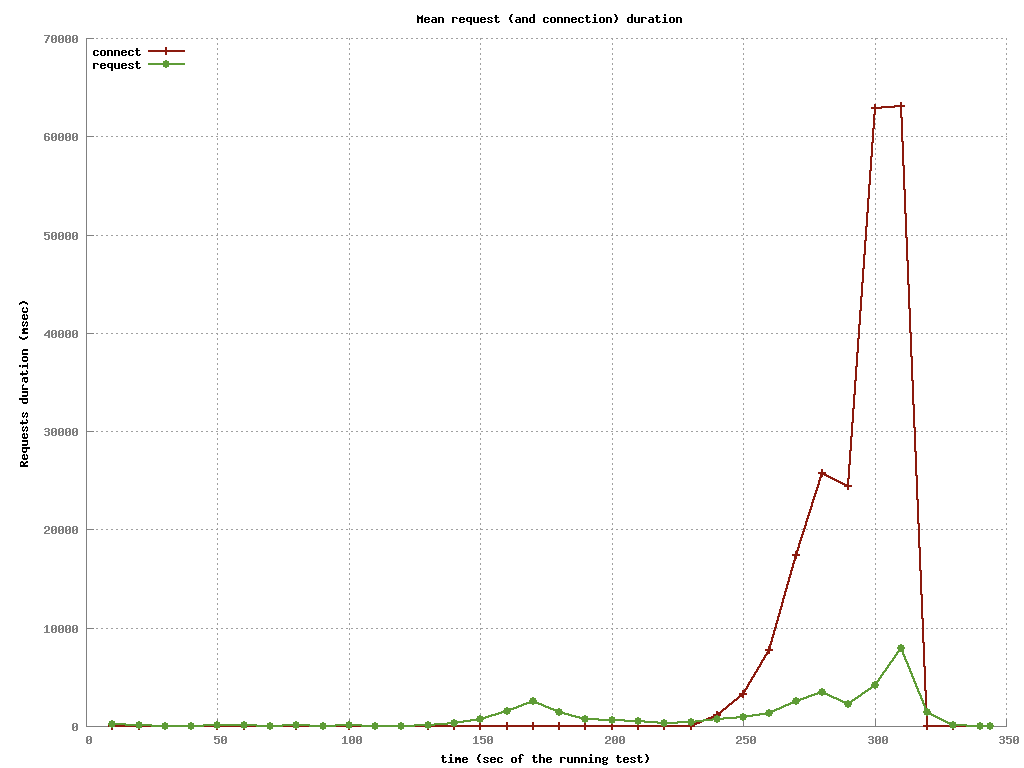 Mean request (and connection) duration
70000
connect
request
60000
50000
40000
30000
20000
10000
0
Requests duration (msec)
0 50 100 150 200 250 300 350
time (sec of the running test)